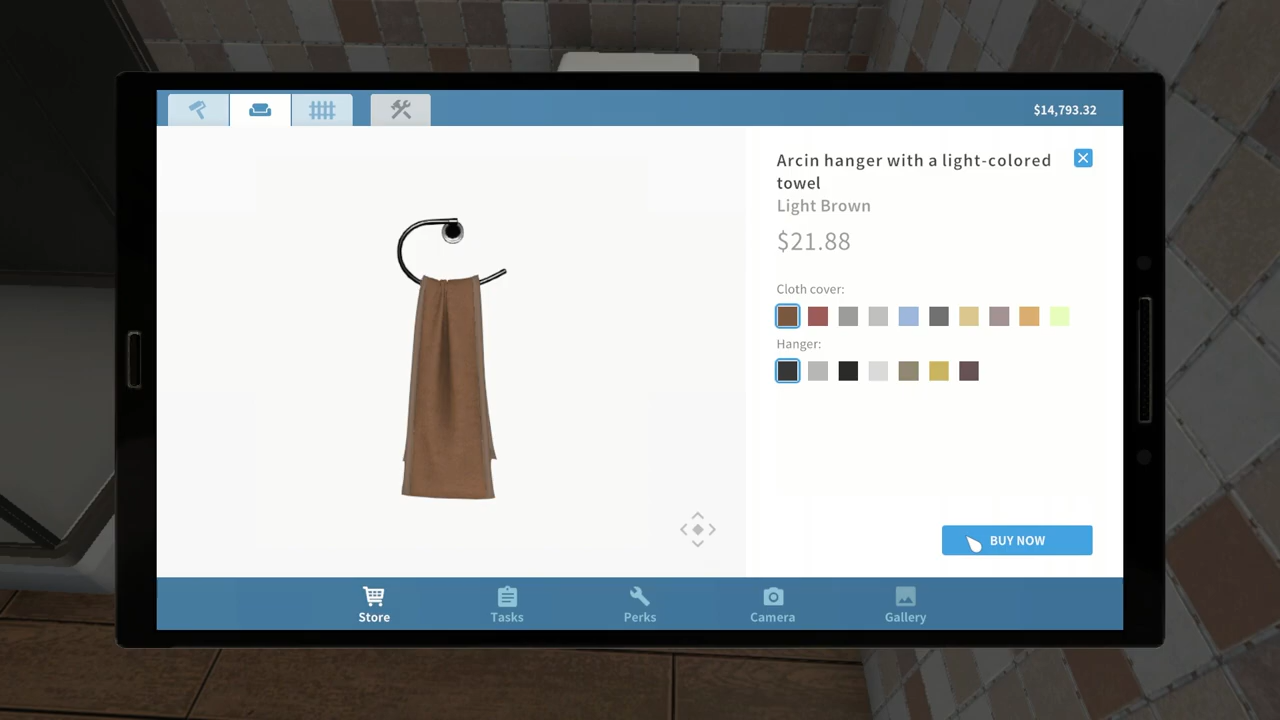 $14,793.32
Arcin hanger with a light-colored
towel
Light Brown
$21.88
Cloth cover:
Hanger:
BUY NOW
Store
Tasks
Perks
Camera
Gallery